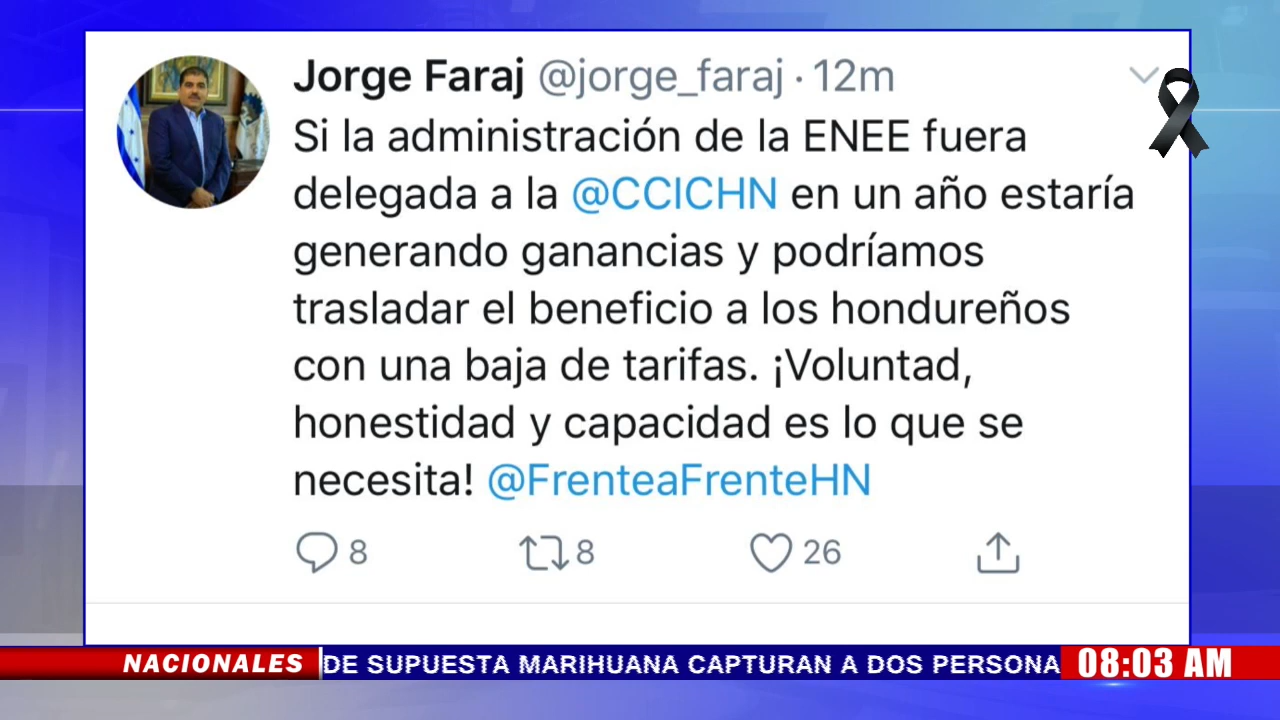 Jorge Faraj @jorge_faraj · 12m
Si la administración de la ENEE fuera
delegada a la @CCICHN en un año estaría
generando ganancias y podríamos
trasladar el beneficio a los hondureños
con una baja de tarifas. ¡Voluntad,
honestidad y capacidad es lo que se
necesita! @FrenteaFrenteHN
8 8 26
NACIONALES DE SUPUESTA MARIHUANA CAPTURAN A DOS PERSONA 08:03 AM